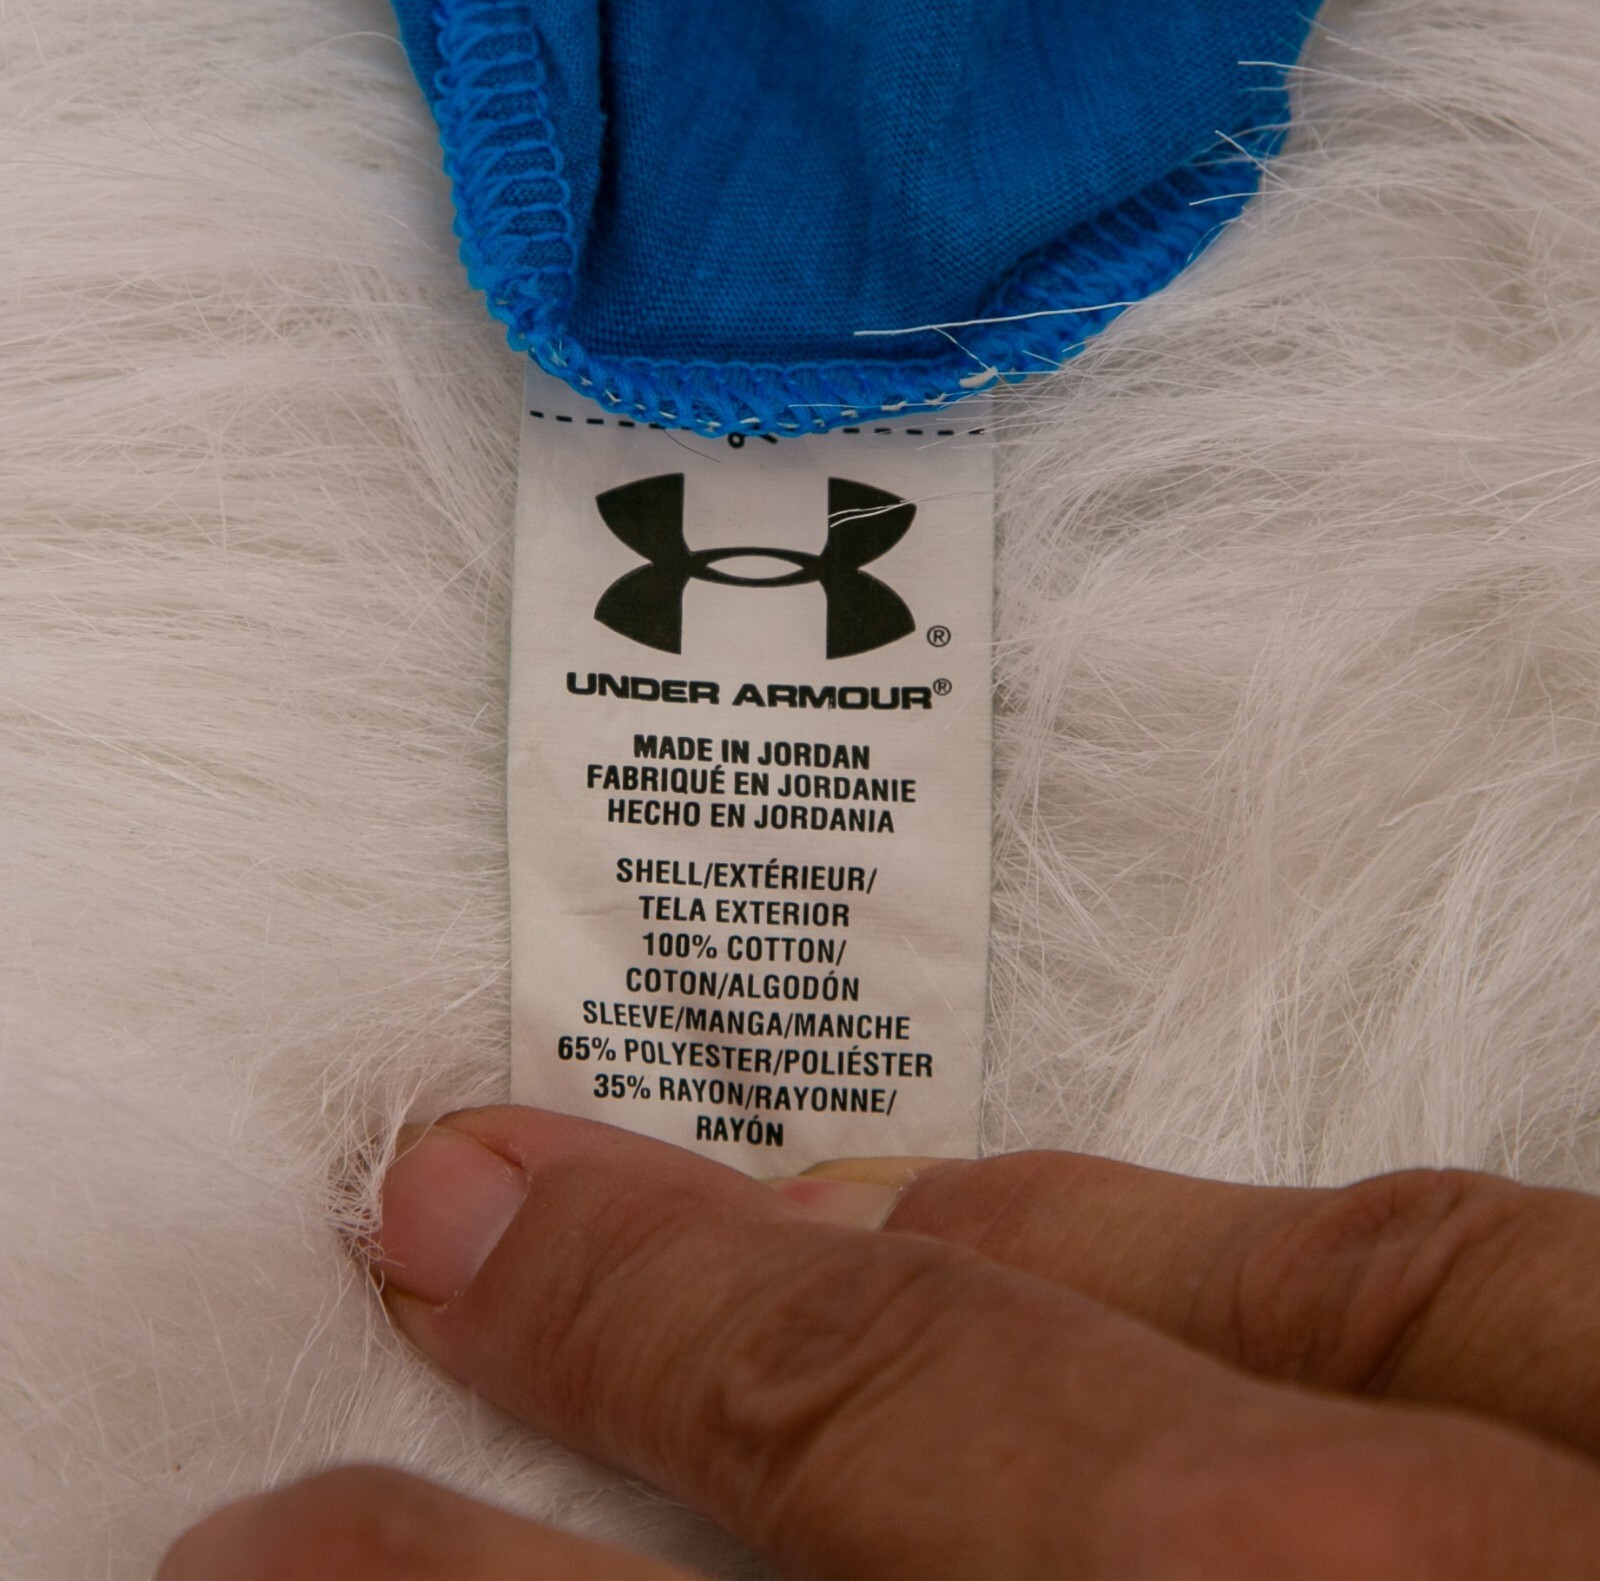 ®
UNDER ARMOUR®
MADE IN JORDAN
FABRIQUÉ EN JORDANIE
HECHO EN JORDANIA
SHELL/EXTÉRIEUR/
TELA EXTERIOR
100% COTTON/
COTON/ALGODÓN
SLEEVE/MANGA/MANCHE
65% POLYESTER/POLIÉSTER
35% RAYON/RAYONNE/
RAYÓN